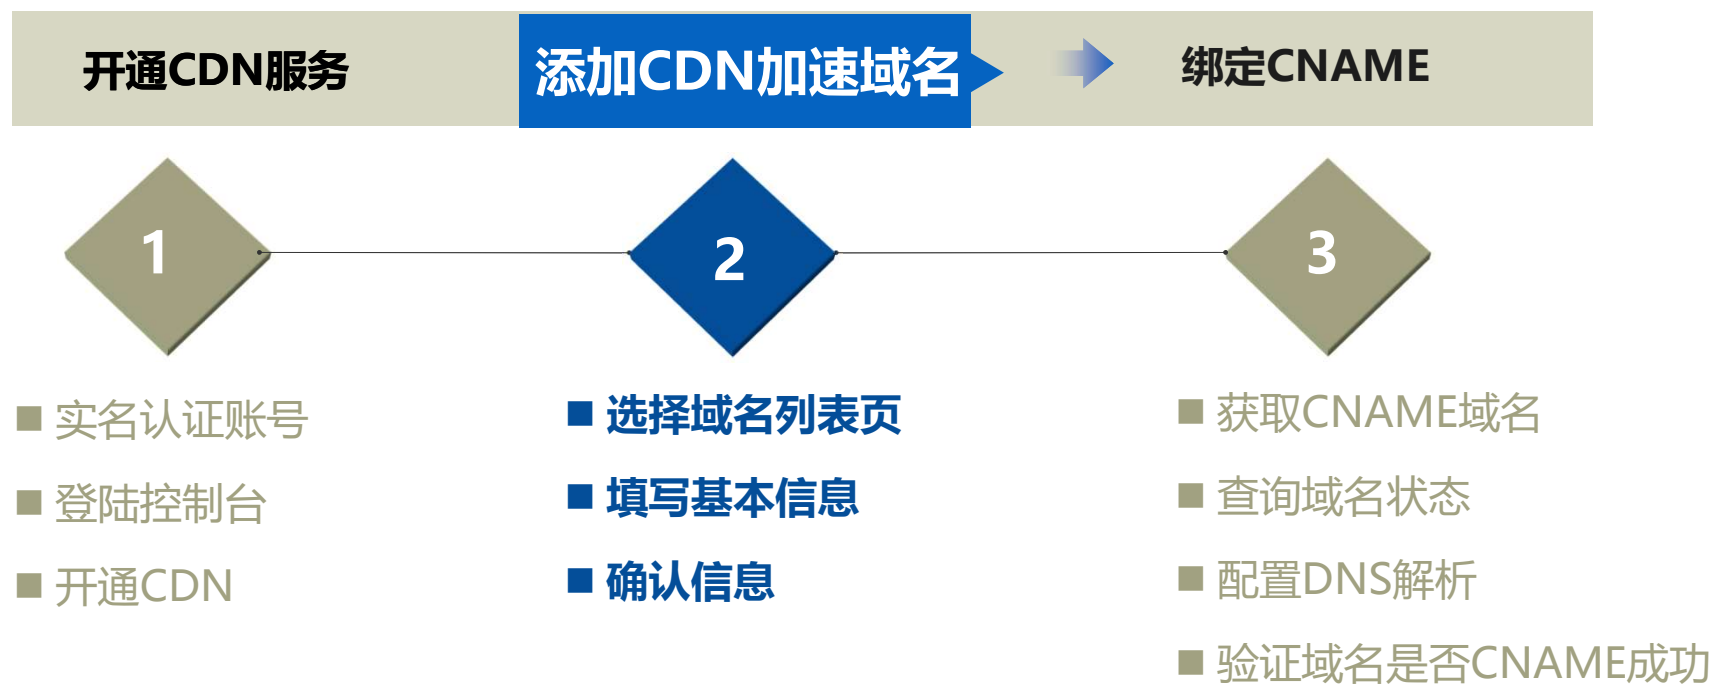 开通CDN服务
添加CDN加速域名
绑定CNAME
1
2
3
实名认证账号
登陆控制台
开通CDN
选择域名列表页
填写基本信息
确认信息
获取CNAME域名
查询域名状态
配置DNS解析
验证域名是否CNAME成功